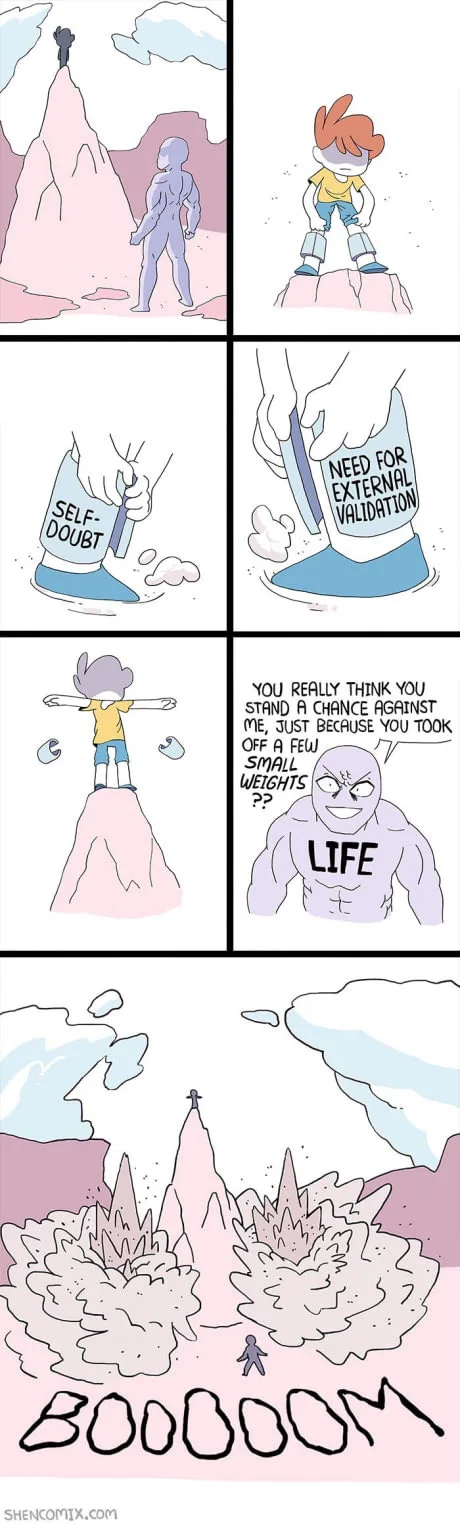 SELF-
DOUBT
NEED FOR
EXTERNAL
VALIDATION
YOU REALLY THINK YOU
STAND A CHANCE AGAINST
ME, JUST BECAUSE YOU TOOK
OFF A FEW
SMALL
WEIGHTS
??
LIFE
BOOOOOM
SHENCOMIX.COM